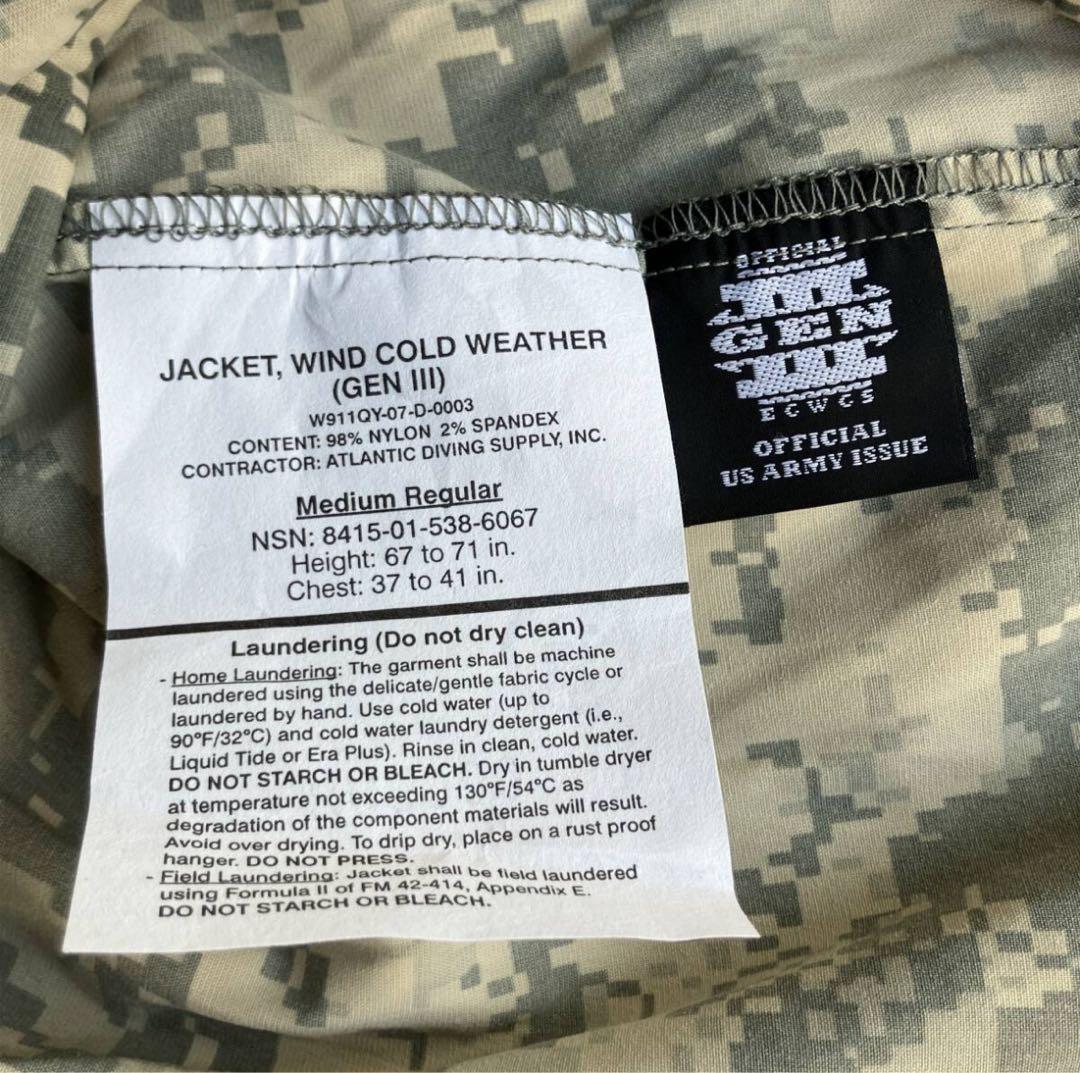 JACKET, WIND COLD WEATHER
(GEN III)
W911QY-07-D-0003
CONTENT: 98% NYLON 2% SPANDEX
CONTRACTOR: ATLANTIC DIVING SUPPLY, INC.
Medium Regular
NSN: 8415-01-538-6067
Height: 67 to 71 in.
Chest: 37 to 41 in.
Laundering (Do not dry clean)
- Home Laundering: The garment shall be machine
laundered using the delicate/gentle fabric cycle or
laundered by hand. Use cold water (up to
90°F/32°C) and cold water laundry detergent (i.e.,
Liquid Tide or Era Plus). Rinse in clean, cold water.
DO NOT STARCH OR BLEACH. Dry in tumble dryer
at temperature not exceeding 130°F/54°C as
degradation of the component materials will result.
Avoid over drying. To drip dry, place on a rust proof
hanger. DO NOT PRESS.
- Field Laundering: Jacket shall be field laundered
using Formula II of FM 42-414, Appendix E.
DO NOT STARCH OR BLEACH.
OFFICIAL
III
GEN
III
ECWCS
OFFICIAL
US ARMY ISSUE